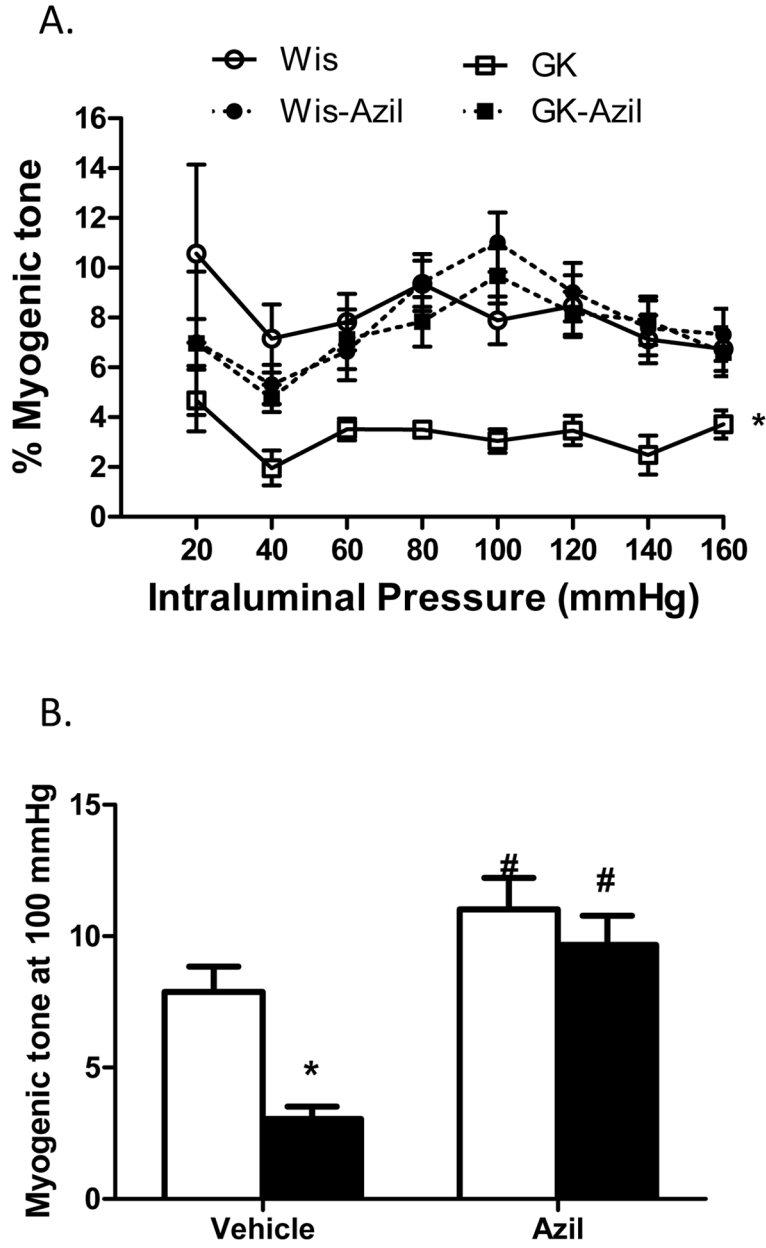 A.
Wis GK
Wis-Azil GK-Azil
16
14
12
10
8
6
4
2
0
% Myogenic tone
*
20 40 60 80 100 120 140 160
Intraluminal Pressure (mmHg)
B.
15
10
5
0
Myogenic tone at 100 mmHg
*
#
#
Vehicle Azil